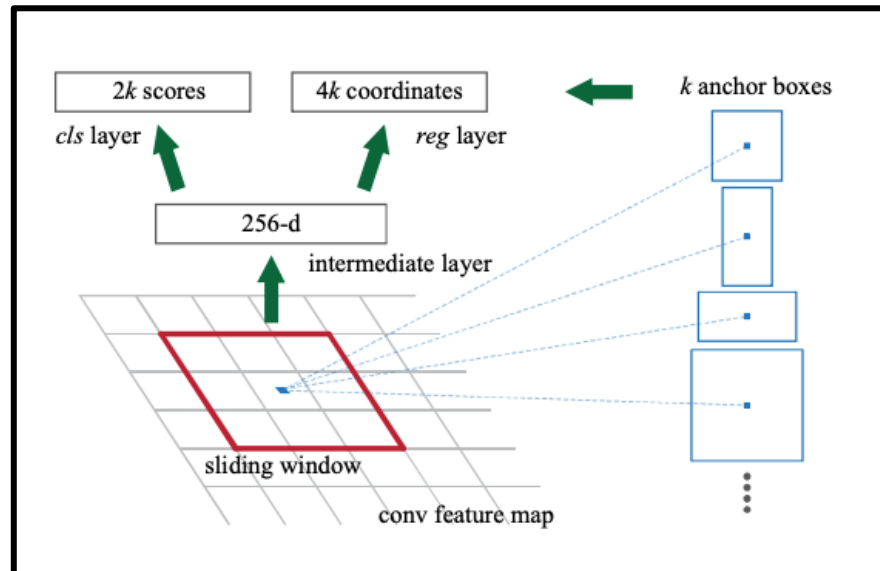 2k scores
4k coordinates
k anchor boxes
cls layer
reg layer
256-d
intermediate layer
sliding window
conv feature map